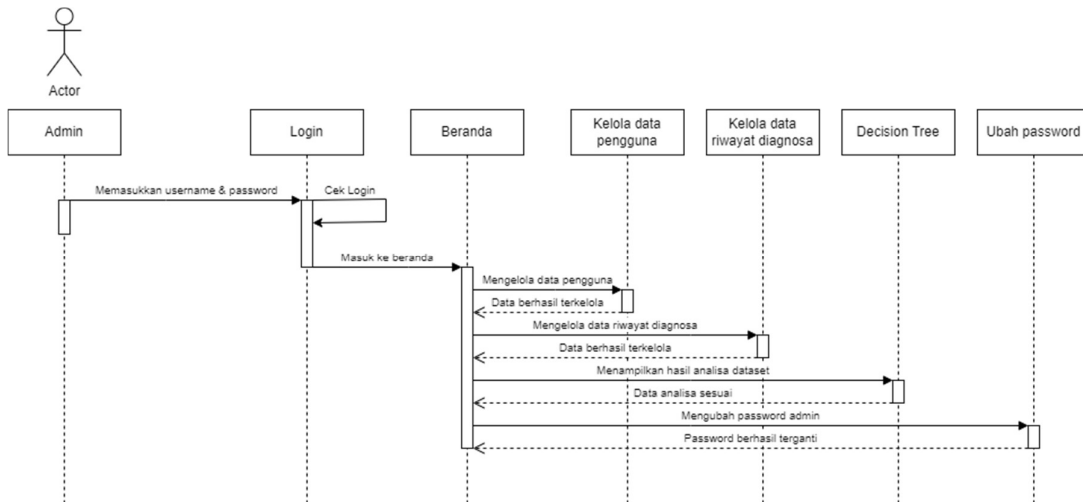 Actor
Admin
Login
Beranda
Kelola data
pengguna
Kelola data
riwayat diagnosa
Decision Tree
Ubah password
Memasukkan username & password
Cek Login
Masuk ke beranda
Mengelola data pengguna
Data berhasil terkelola
Mengelola data riwayat diagnosa
Data berhasil terkelola
Menampilkan hasil analisa dataset
Data analisa sesuai
Mengubah password admin
Password berhasil terganti